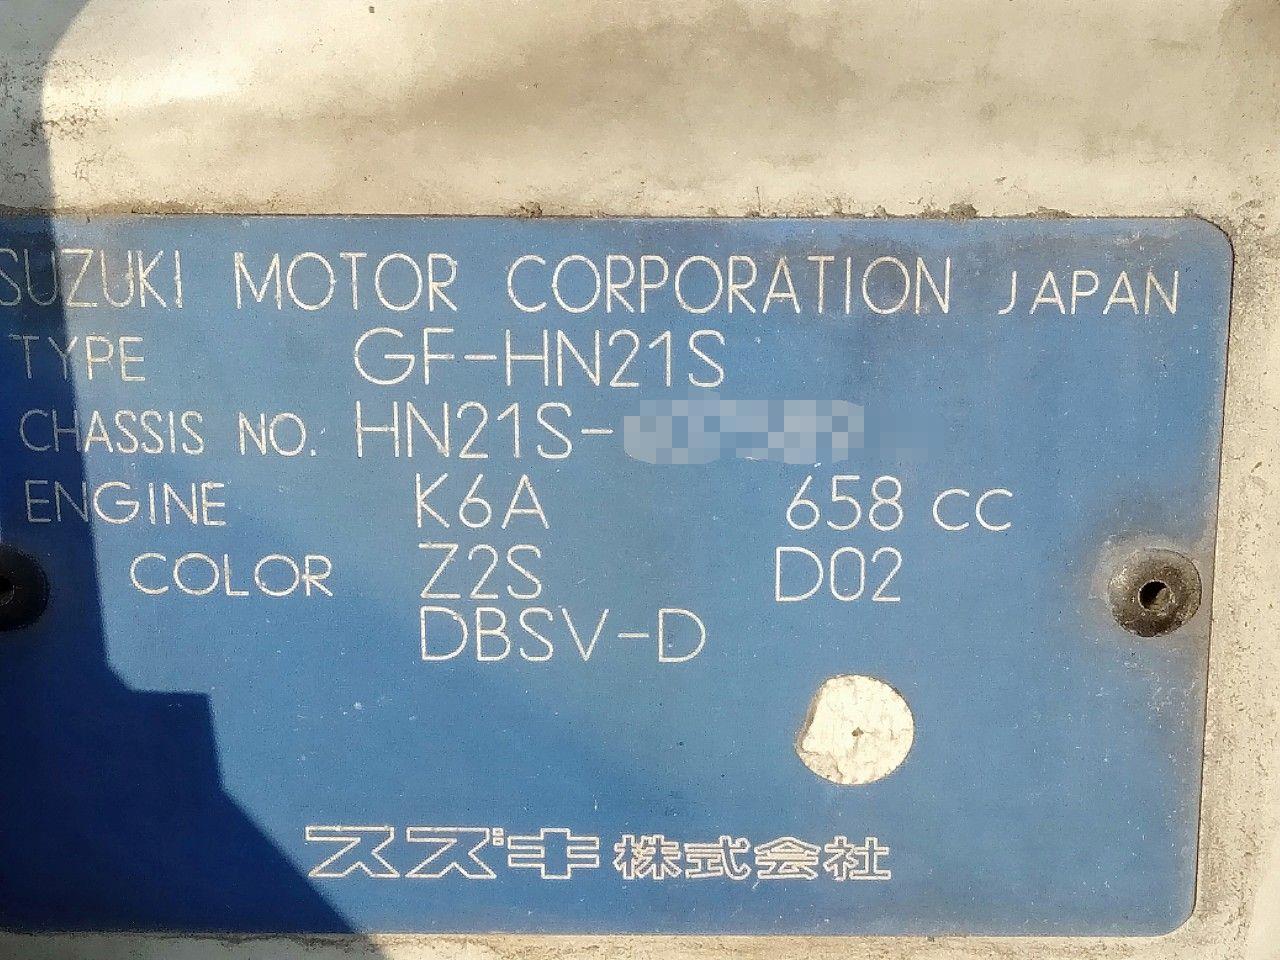 SUZUKI MOTOR CORPORATION JAPAN
TYPE GF-HN21S
CHASSIS NO. HN21S-
ENGINE K6A 658 CC
COLOR Z2S D02
DBSV-D
スズキ株式会社